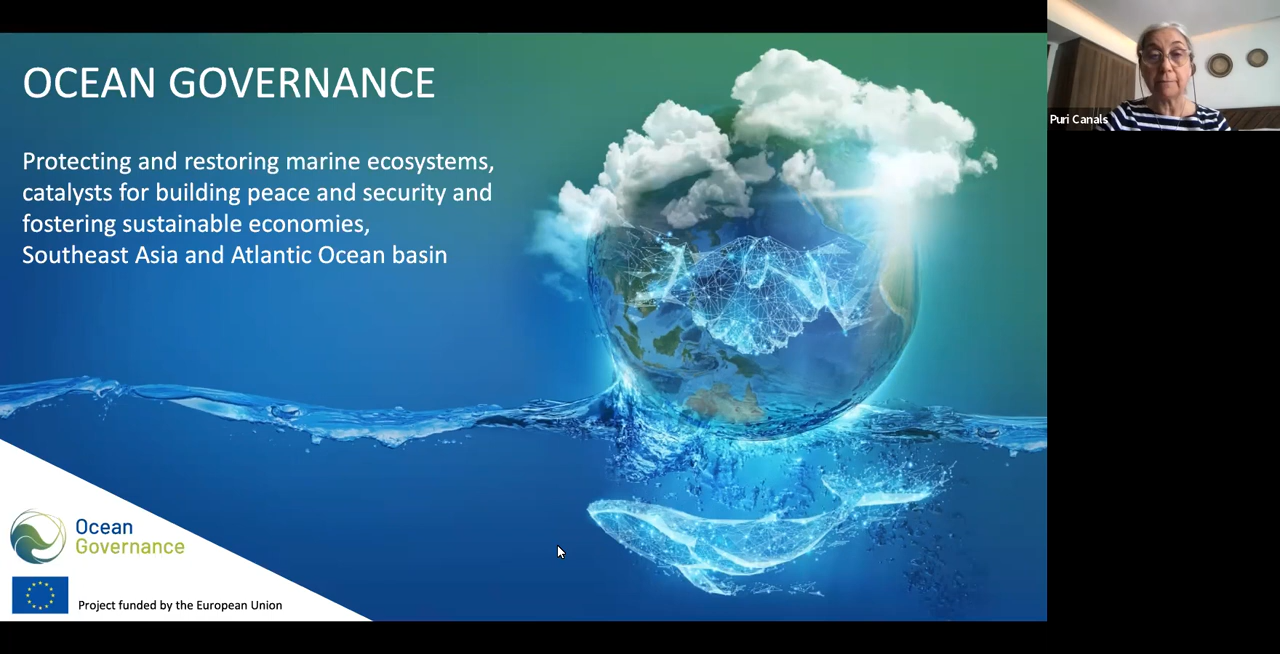 OCEAN GOVERNANCE
Protecting and restoring marine ecosystems,
catalysts for building peace and security and
fostering sustainable economies,
Southeast Asia and Atlantic Ocean basin
Puri Canals
Ocean
Governance
Project funded by the European Union